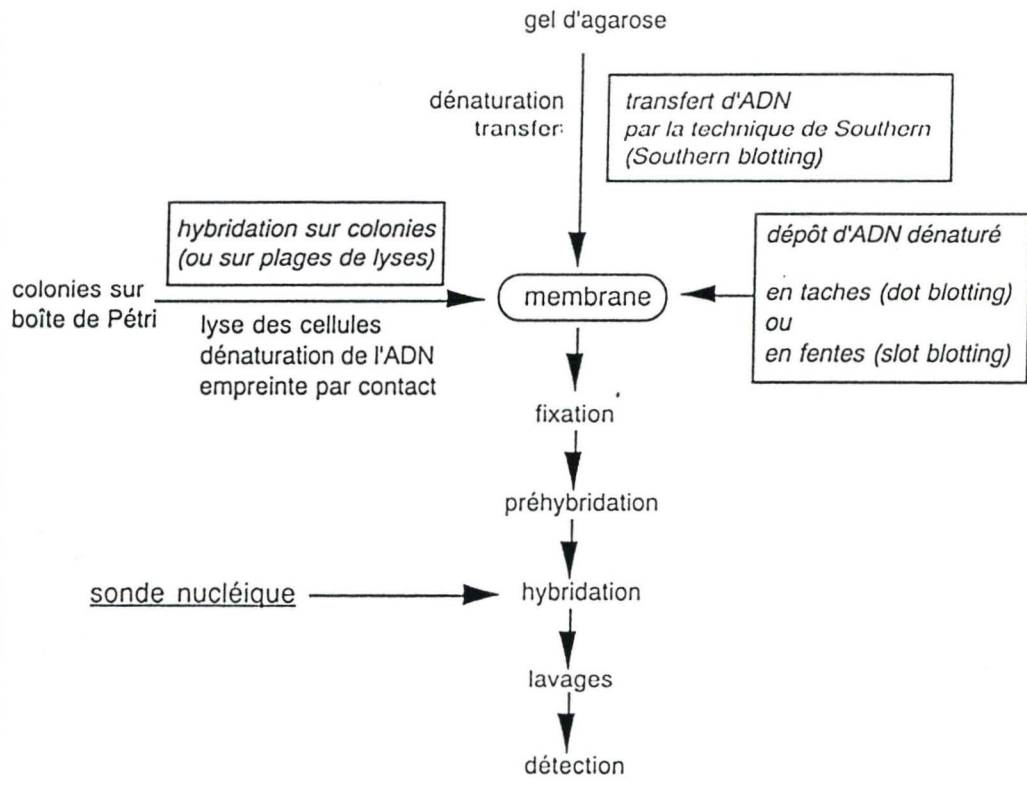 gel d'agarose
dénaturation
transfer:
transfert d'ADN
par la technique de Southern
(Southern blotting)
hybridation sur colonies
(ou sur plages de lyses)
dépôt d'ADN dénaturé
en taches (dot blotting)
ou
en fentes (slot blotting)
colonies sur
boîte de Pétri
membrane
lyse des cellules
dénaturation de l'ADN
empreinte par contact
fixation
préhybridation
sonde nucléique
hybridation
lavages
détection